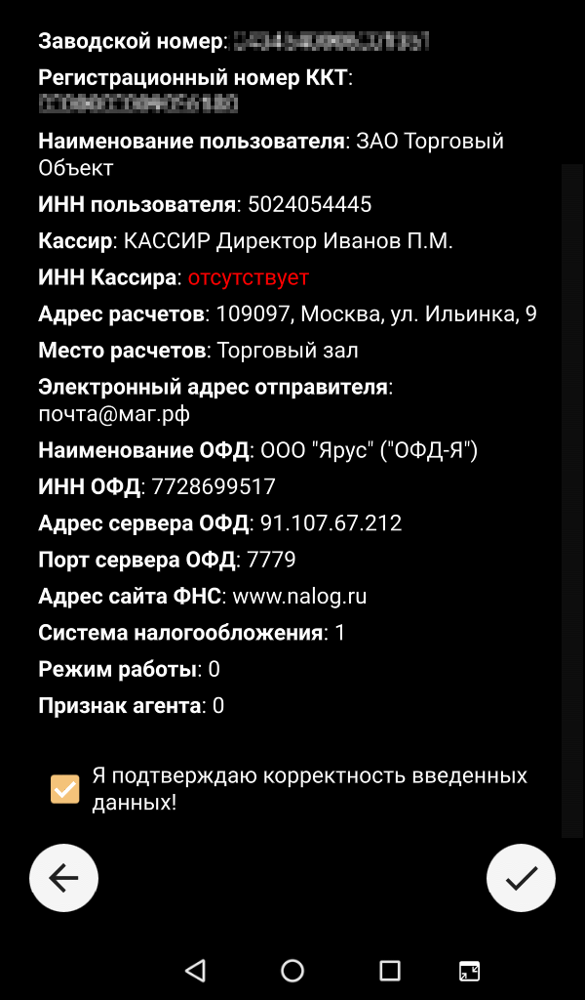 Заводской номер:
Регистрационный номер ККТ:
Наименование пользователя: ЗАО Торговый
Объект
ИНН пользователя: 5024054445
Кассир: КАССИР Директор Иванов П.М.
ИНН Кассира: отсутствует
Адрес расчетов: 109097, Москва, ул. Ильинка, 9
Место расчетов: Торговый зал
Электронный адрес отправителя:
почта@маг.рф
Наименование ОФД: ООО "Ярус" ("ОФД-Я")
ИНН ОФД: 7728699517
Адрес сервера ОФД: 91.107.67.212
Порт сервера ОФД: 7779
Адрес сайта ФНС: www.nalog.ru
Система налогообложения: 1
Режим работы: 0
Признак агента: 0
Я подтверждаю корректность введенных
данных!